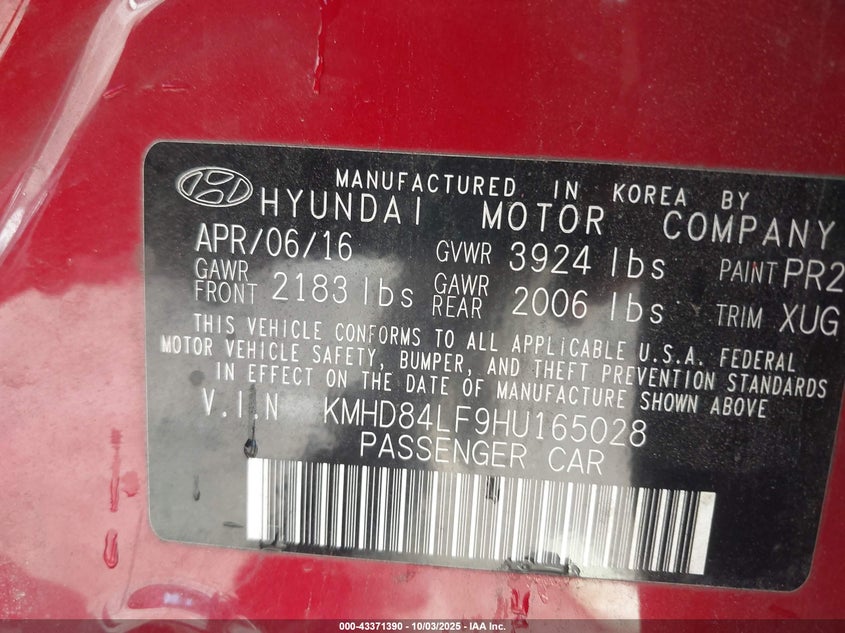 MANUFACTURED IN KOREA BY
HYUNDAI MOTOR COMPANY
APR/06/16 GVWR 3924 lbs PAINT PR2
GAWR FRONT 2183 lbs GAWR REAR 2006 lbs TRIM XUG
THIS VEHICLE CONFORMS TO ALL APPLICABLE U.S.A. FEDERAL
MOTOR VEHICLE SAFETY, BUMPER, AND THEFT PREVENTION STANDARDS
IN EFFECT ON THE DATE OF MANUFACTURE SHOWN ABOVE
V.I.N KMHD84LF9HU165028
PASSENGER CAR
000-43371390 - 10/03/2025 - IAA Inc.